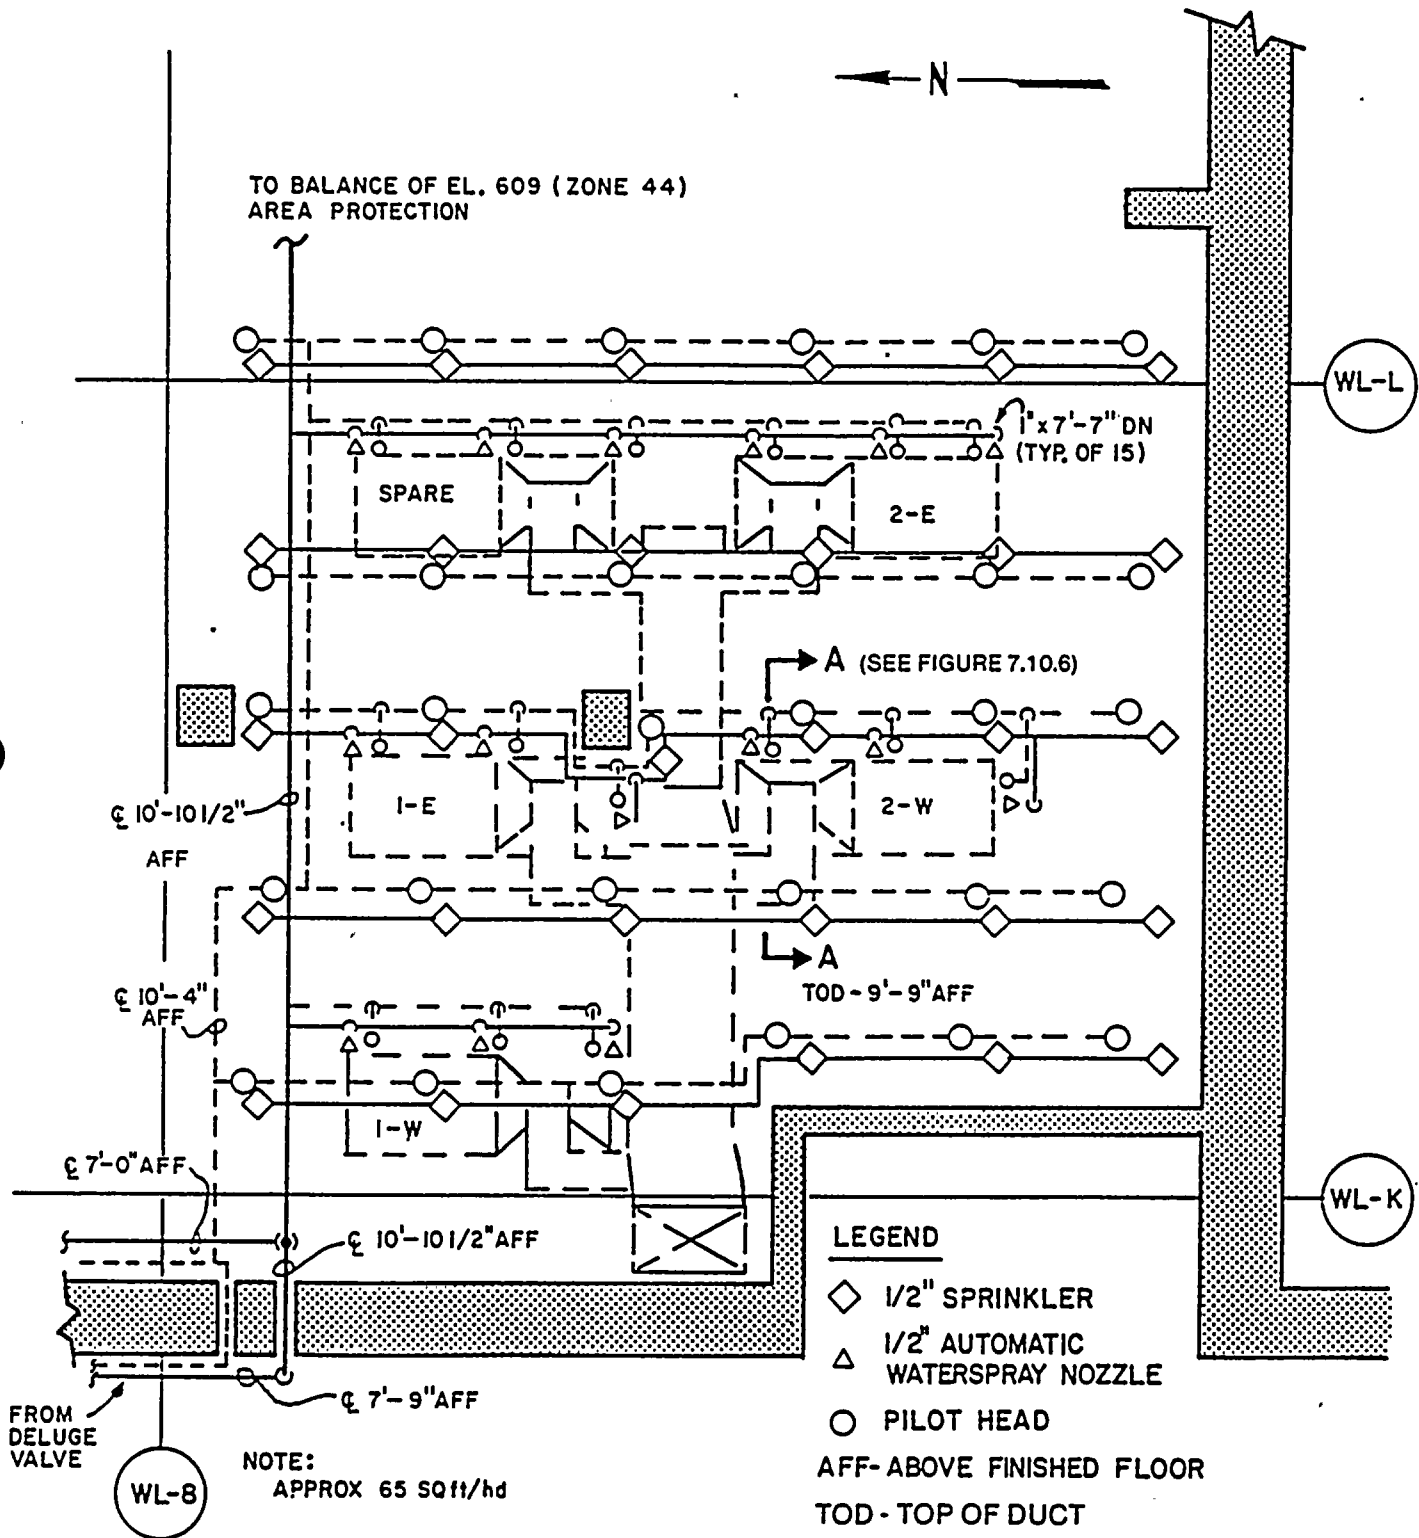 N
TO BALANCE OF EL. 609 (ZONE 44)
AREA PROTECTION
WL-L
1" x 7'-7" DN
(TYP. OF 15)
SPARE
2-E
A (SEE FIGURE 7.10.6)
1-E
2-W
℄ 10'-10 1/2"
AFF
A
TOD-9'-9" AFF
℄ 10'-4"
AFF
1-W
℄ 7'-0" AFF
WL-K
℄ 10'-10 1/2" AFF
LEGEND
1/2" SPRINKLER
1/2" AUTOMATIC
WATERSPRAY NOZZLE
℄ 7'-9" AFF
PILOT HEAD
FROM
DELUGE
VALVE
NOTE:
APPROX 65 SQft/hd
WL-8
AFF-ABOVE FINISHED FLOOR
TOD-TOP OF DUCT